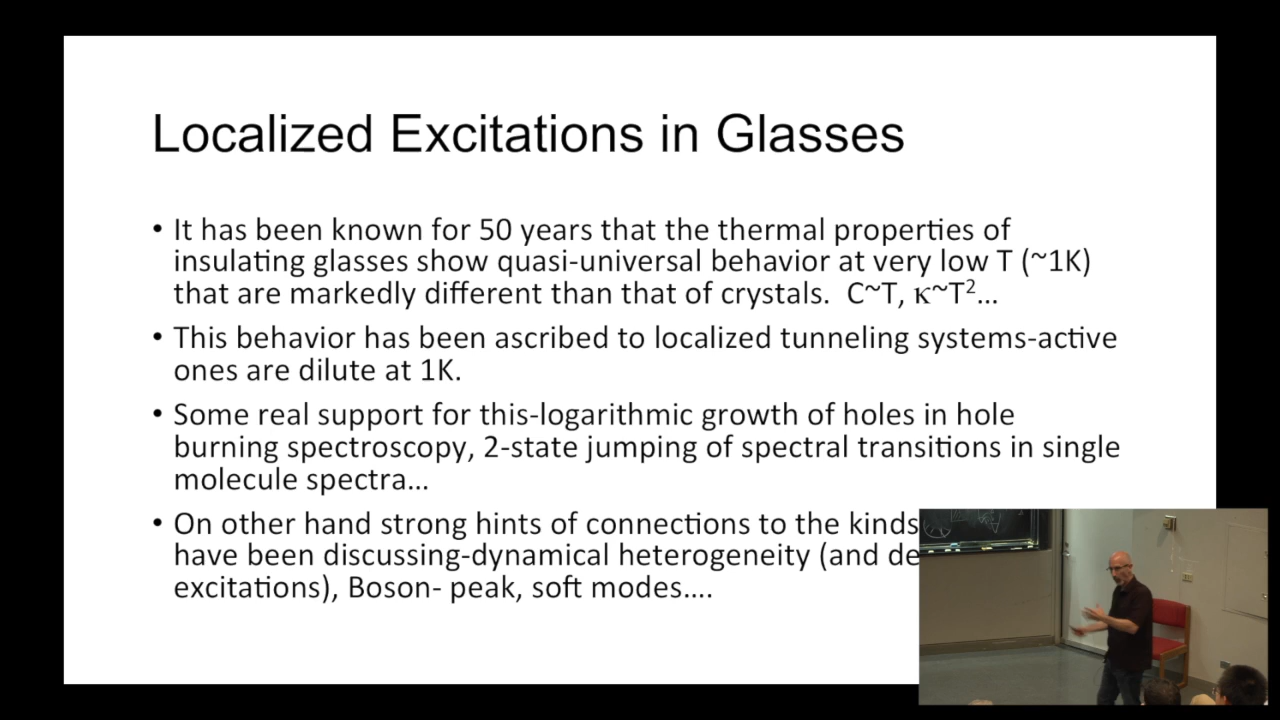 Localized Excitations in Glasses
• It has been known for 50 years that the thermal properties of
insulating glasses show quasi-universal behavior at very low T (~1K)
that are markedly different than that of crystals.  C~T, κ~T²…
• This behavior has been ascribed to localized tunneling systems-active
ones are dilute at 1K.
• Some real support for this-logarithmic growth of holes in hole
burning spectroscopy, 2-state jumping of spectral transitions in single
molecule spectra…
• On other hand strong hints of connections to the kinds
have been discussing-dynamical heterogeneity (and
excitations), Boson- peak, soft modes….